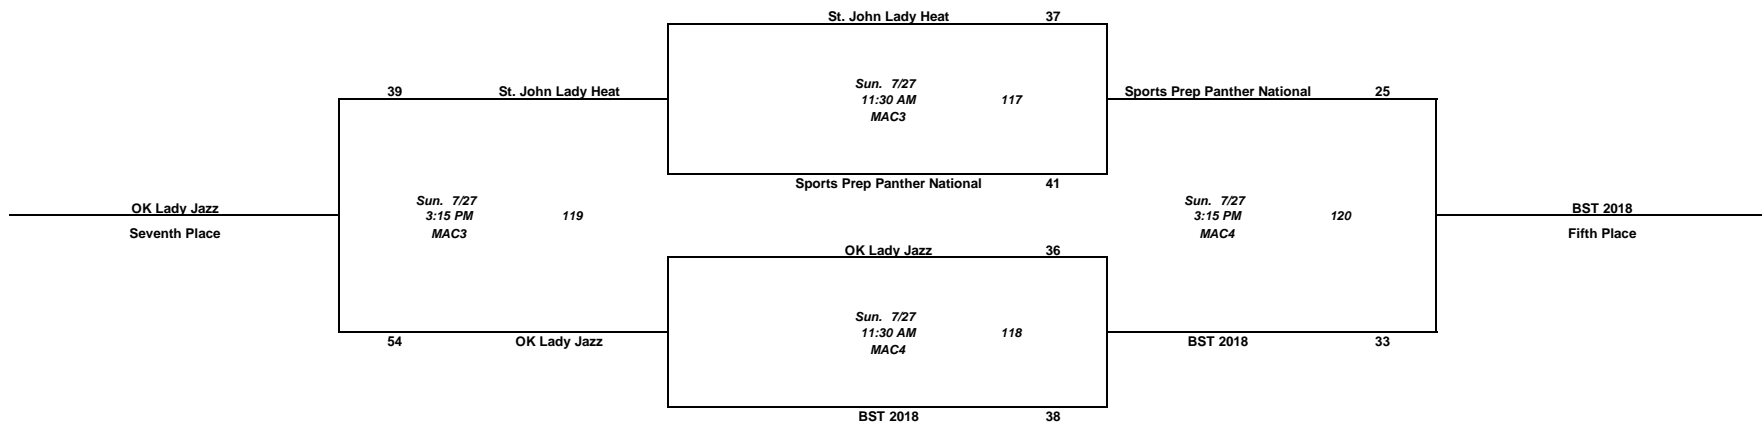 St. John Lady Heat 37
39 St. John Lady Heat
Sun. 7/27
11:30 AM 117
MAC3
Sports Prep Panther National 25
Sports Prep Panther National 41
OK Lady Jazz
Seventh Place
Sun. 7/27
3:15 PM 119
MAC3
Sun. 7/27
3:15 PM 120
MAC4
BST 2018
Fifth Place
OK Lady Jazz 36
54 OK Lady Jazz
Sun. 7/27
11:30 AM 118
MAC4
BST 2018 33
BST 2018 38